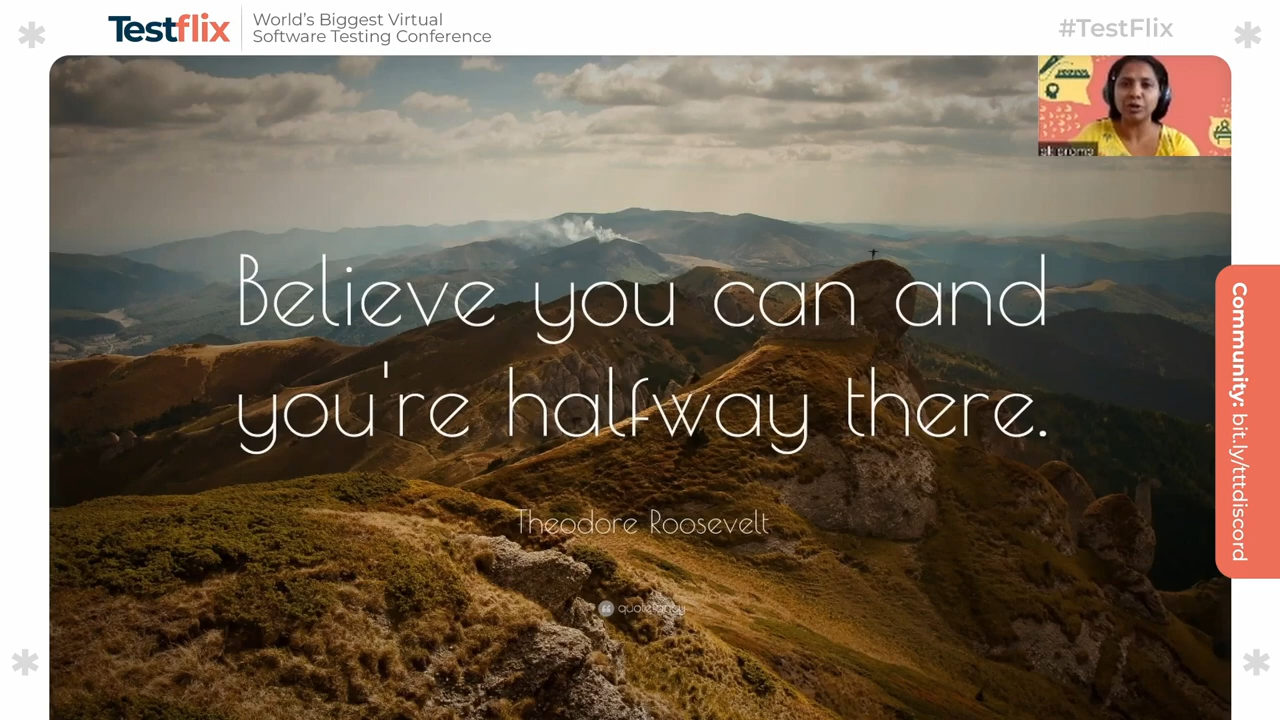 Testflix
World's Biggest Virtual
Software Testing Conference
#TestFlix
Believe you can and
you're halfway there.
Theodore Roosevelt
quotefancy
Community: bit.ly/tttdiscord